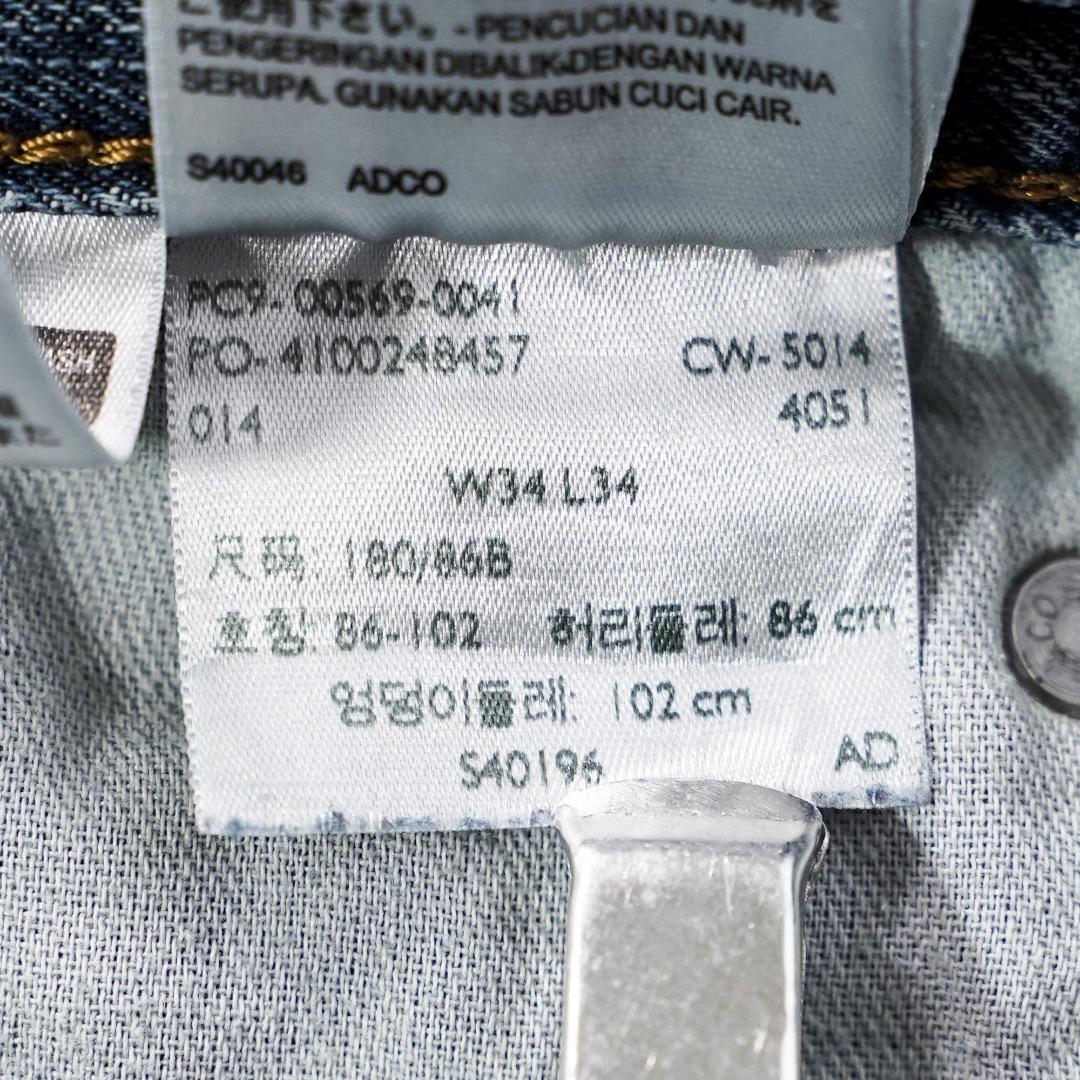 ご使用下さい。-PENCUCIAN DAN
PENGERINGAN DIBALIK-DENGAN WARNA
SERUPA. GUNAKAN SABUN CUCI CAIR.
S40046 ADCO
PC9-00569-0041
PO-4100248457 CW-5014
014 4051
W34 L34
尺码: 180/86B
호칭: 86-102 허리둘레: 86 cm
엉덩이둘레: 102 cm
S40196 AD